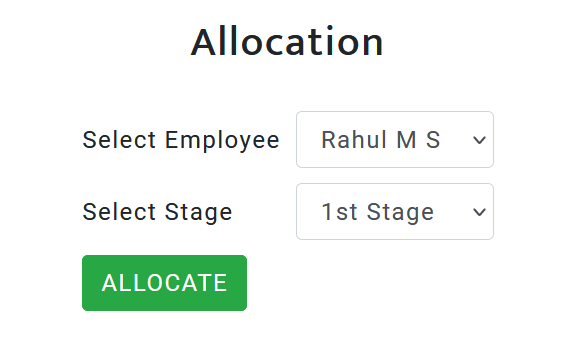 Allocation
Select Employee Rahul M S
Select Stage 1st Stage
ALLOCATE